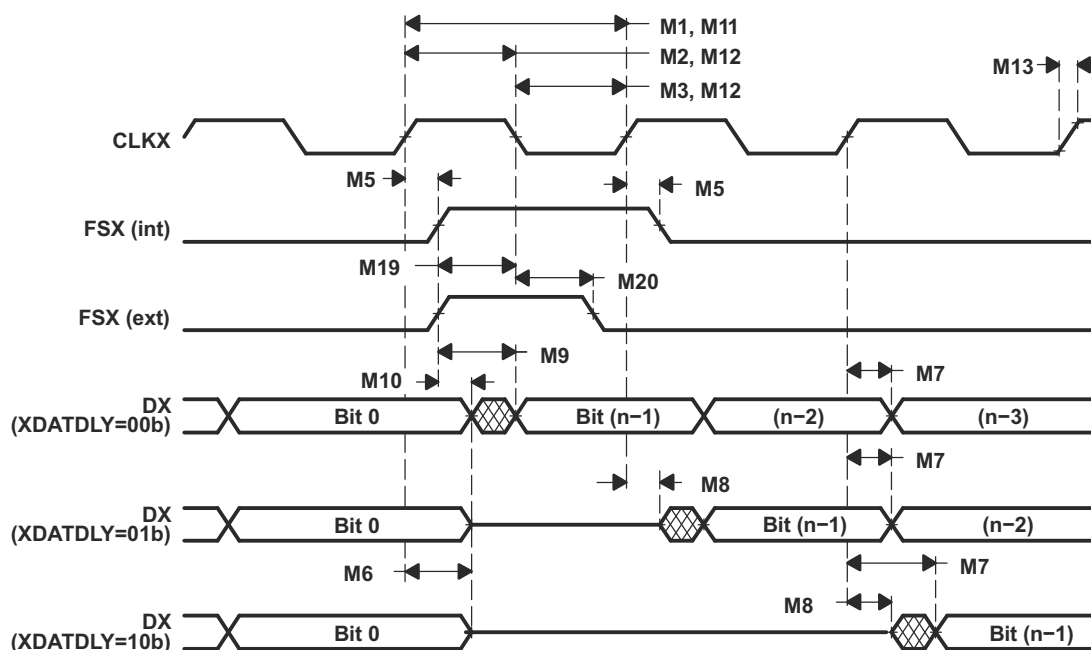 M1, M11
M2, M12
M13
M3, M12
CLKX
M5
M5
FSX (int)
M19
M20
FSX (ext)
M9
M10
M7
DX
(XDATDLY=00b)
Bit 0
Bit (n−1)
(n−2)
(n−3)
M7
M8
DX
(XDATDLY=01b)
Bit 0
Bit (n−1)
(n−2)
M6
M7
M8
DX
(XDATDLY=10b)
Bit 0
Bit (n−1)